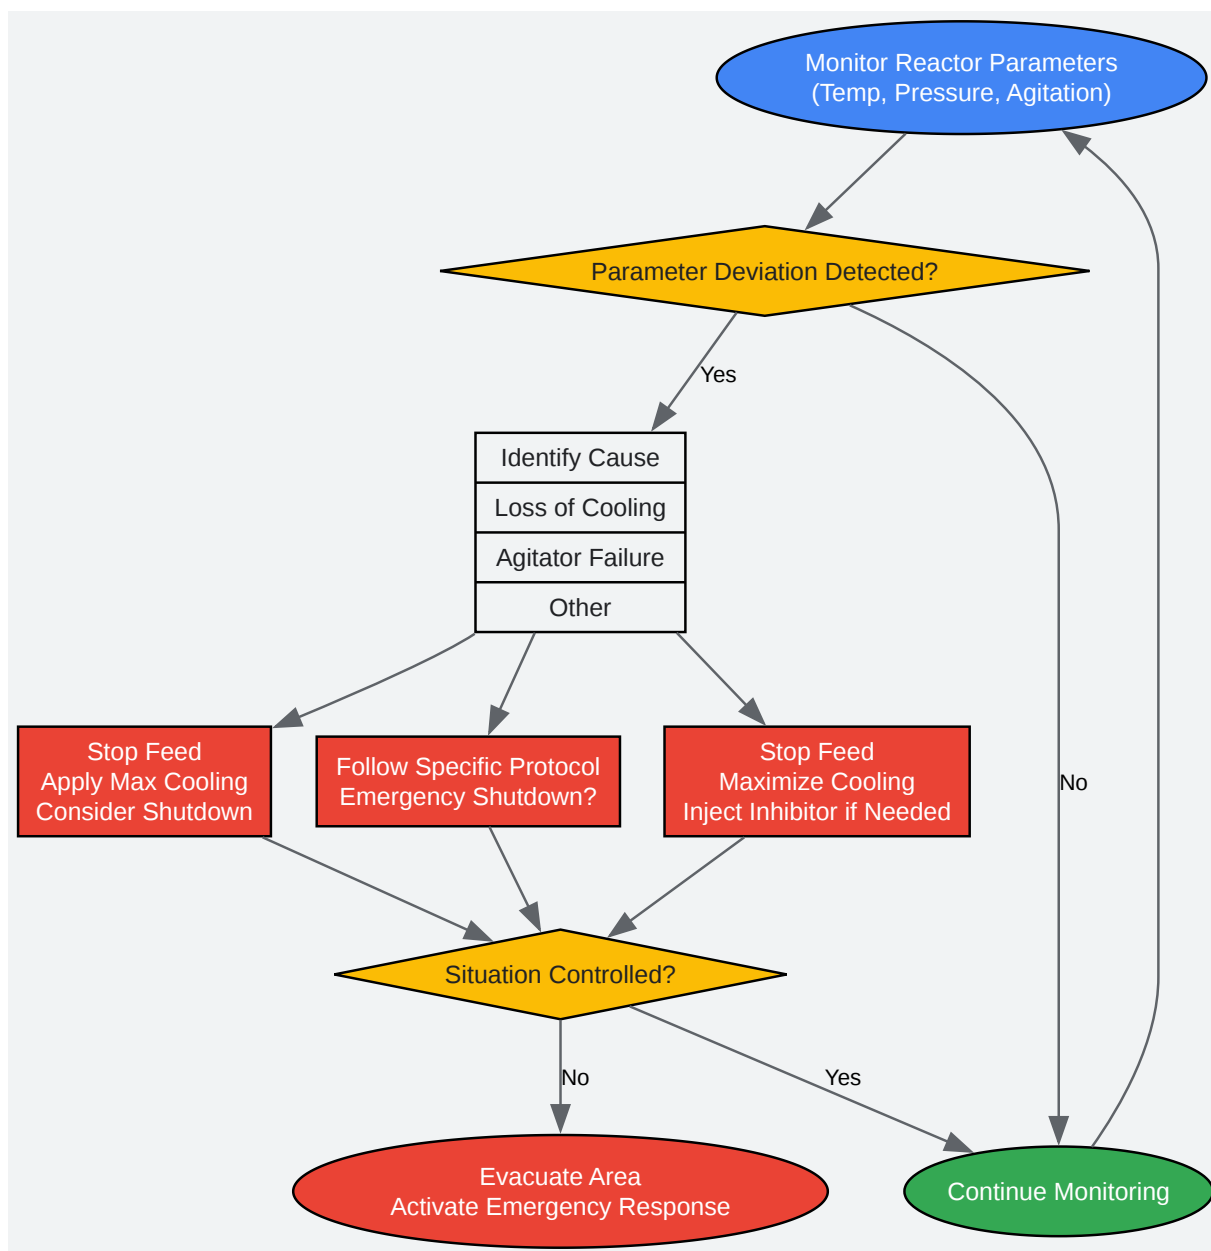 Monitor Reactor Parameters
(Temp, Pressure, Agitation)
Parameter Deviation Detected?
Yes
Identify Cause
Loss of Cooling
Agitator Failure
Other
Stop Feed
Apply Max Cooling
Consider Shutdown
Follow Specific Protocol
Emergency Shutdown?
Stop Feed
Maximize Cooling
Inject Inhibitor if Needed
No
Situation Controlled?
No
Yes
Evacuate Area
Activate Emergency Response
Continue Monitoring